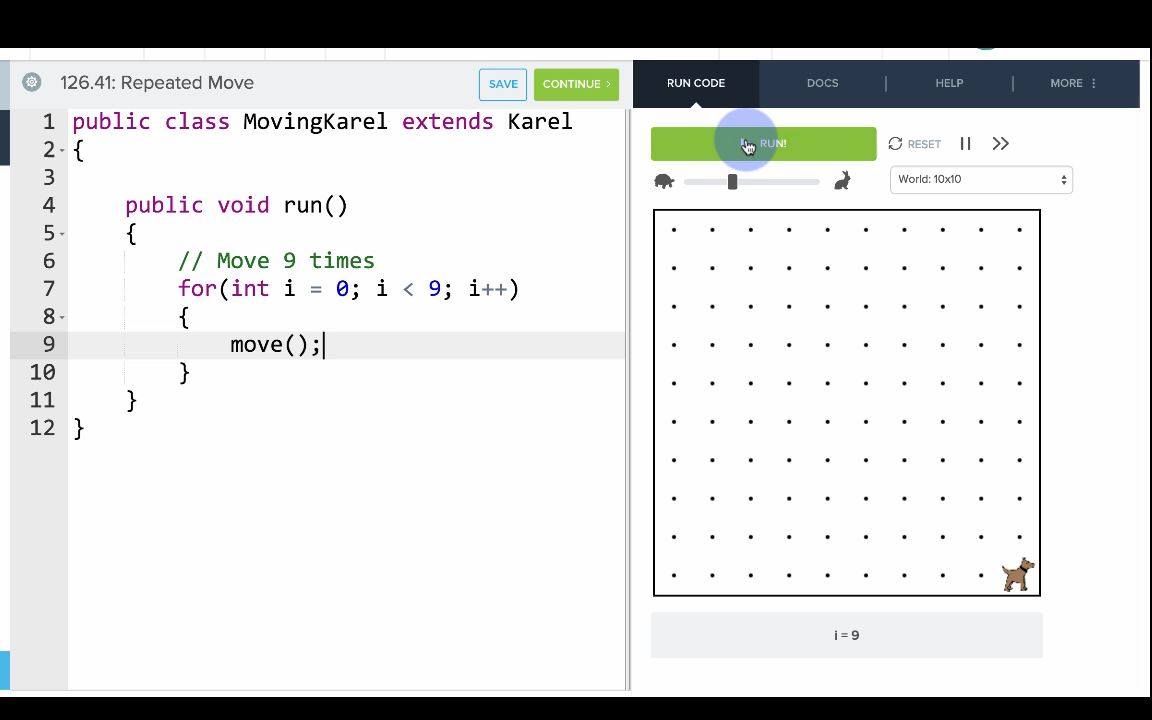 126.41: Repeated Move
SAVE
CONTINUE >
RUN CODE
DOCS
HELP
MORE
RUN!
RESET
World: 10x10
1 public class MovingKarel extends Karel
2 {
3
4 public void run()
5 {
6 // Move 9 times
7 for(int i = 0; i < 9; i++)
8 {
9 move();
10 }
11 }
12 }
i = 9